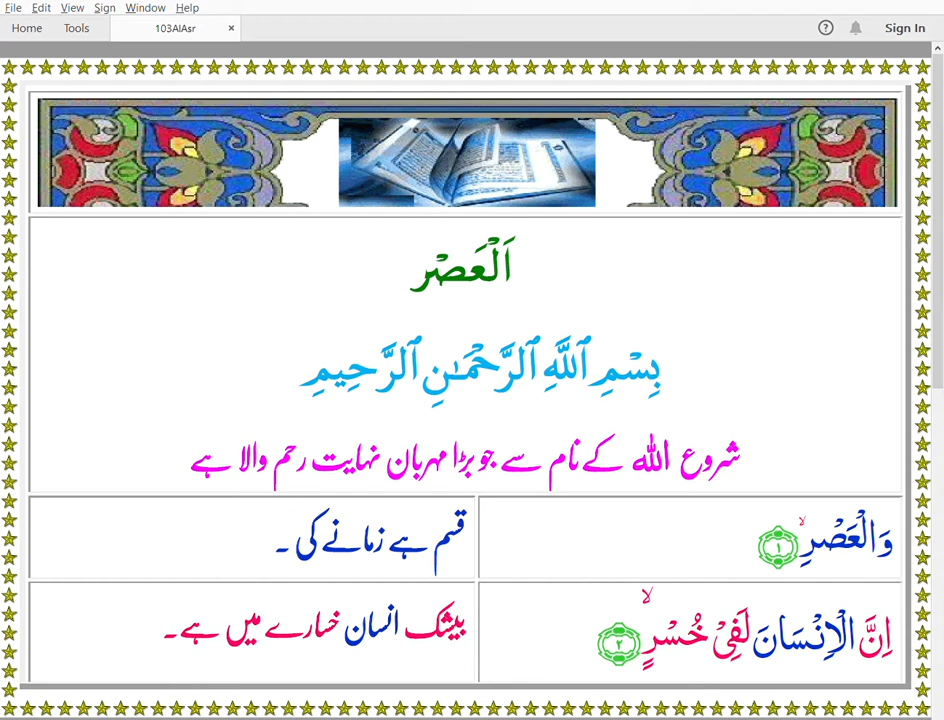 File Edit View Sign Window Help
Home Tools 103AlAsr × ? Sign In
اَلْعَصْر
بِسْمِ ٱللَّهِ ٱلرَّحْمَـٰنِ ٱلرَّحِيمِ
شروع اللہ کے نام سے جو بڑا مہربان نہایت رحم والا ہے
وَالْعَصْرِۙ ۱
قسم ہے زمانے کی ۔
اِنَّ الْاِنْسَانَ لَفِیْ خُسْرٍۙ ۲
بیشک انسان خسارے میں ہے۔